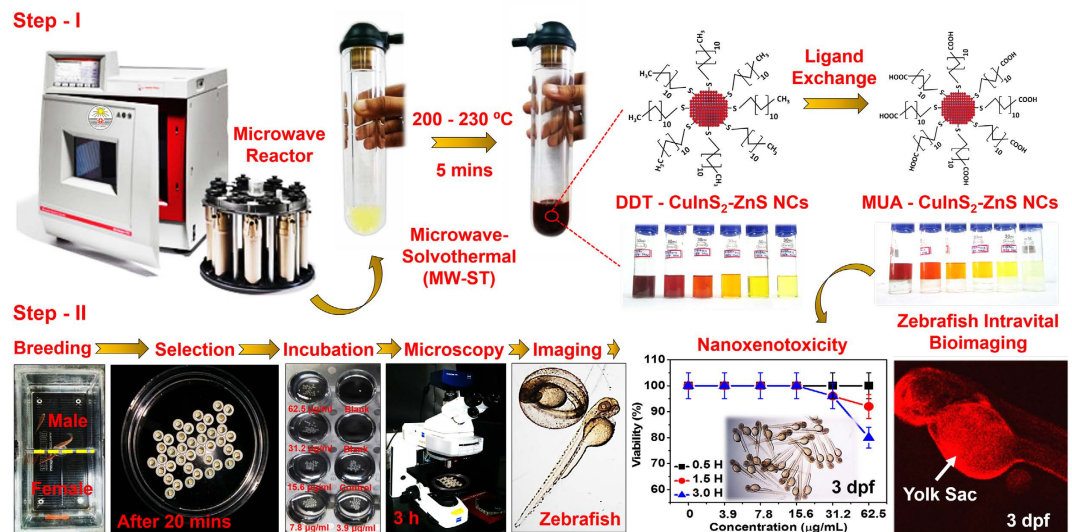 Step - I
Microwave
Reactor
200 - 230 ºC
5 mins
Microwave-
Solvothermal
(MW-ST)
CH3
10
S
H3C
COOH
HOOC
Ligand
Exchange
DDT - CuInS2-ZnS NCs
MUA - CuInS2-ZnS NCs
Step - II
Breeding
Selection
Incubation
Microscopy
Imaging
Male
Female
After 20 mins
62.5 µg/ml
Blank
31.2 µg/ml
Blank
15.6 µg/ml
Control
7.8 µg/ml
3.9 µg/ml
3 h
Zebrafish
Nanoxenotoxicity
Viability (%)
110
100
90
80
70
60
0.5 H
1.5 H
3.0 H
3 dpf
0 3.9 7.8 15.6 31.2 62.5
Concentration (µg/mL)
Zebrafish Intravital
Bioimaging
Yolk Sac
3 dpf